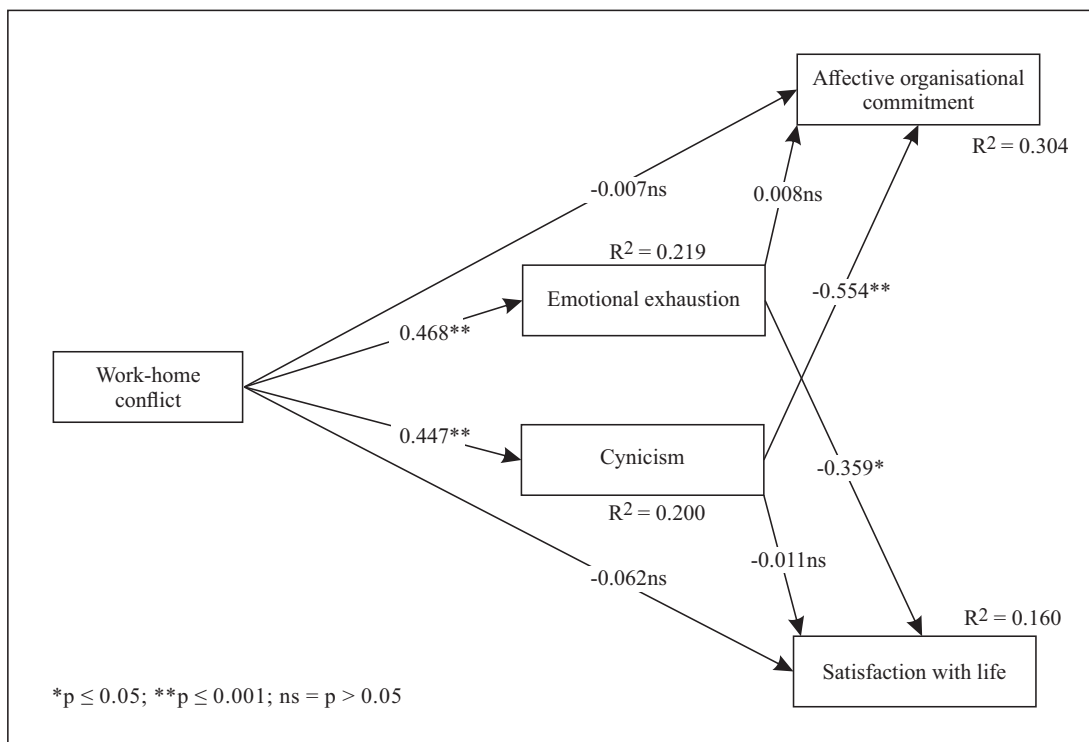 Affective organisational
commitment
R² = 0.304
-0.007ns
0.008ns
R² = 0.219
Emotional exhaustion
-0.554**
0.468**
Work-home
conflict
0.447**
Cynicism
-0.359*
R² = 0.200
-0.011ns
-0.062ns
R² = 0.160
Satisfaction with life
*p ≤ 0.05; **p ≤ 0.001; ns = p > 0.05